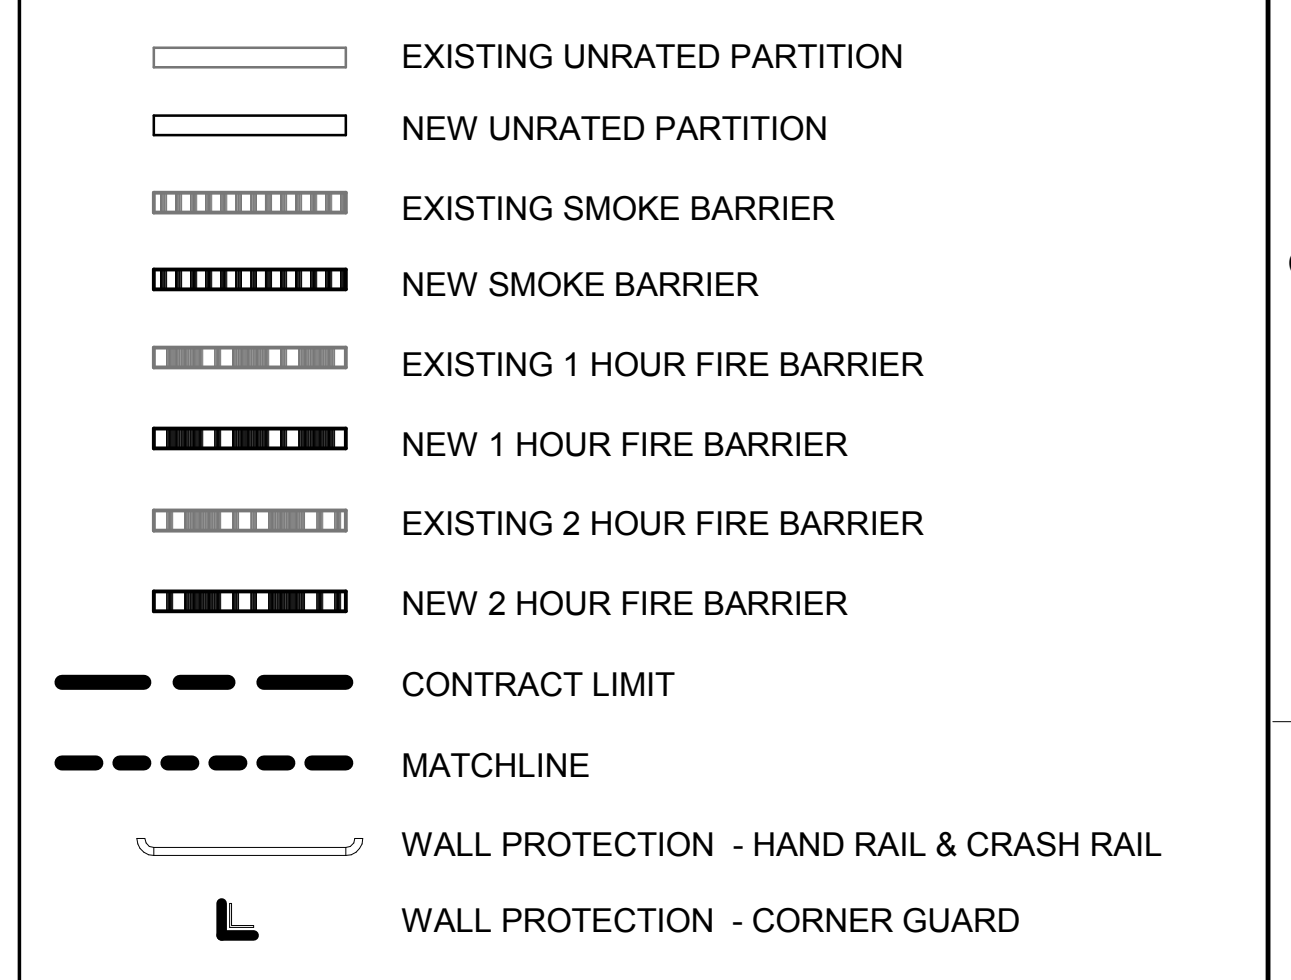 EXISTING UNRATED PARTITION
NEW UNRATED PARTITION
EXISTING SMOKE BARRIER
NEW SMOKE BARRIER
EXISTING 1 HOUR FIRE BARRIER
NEW 1 HOUR FIRE BARRIER
EXISTING 2 HOUR FIRE BARRIER
NEW 2 HOUR FIRE BARRIER
CONTRACT LIMIT
MATCHLINE
WALL PROTECTION - HAND RAIL & CRASH RAIL
WALL PROTECTION - CORNER GUARD